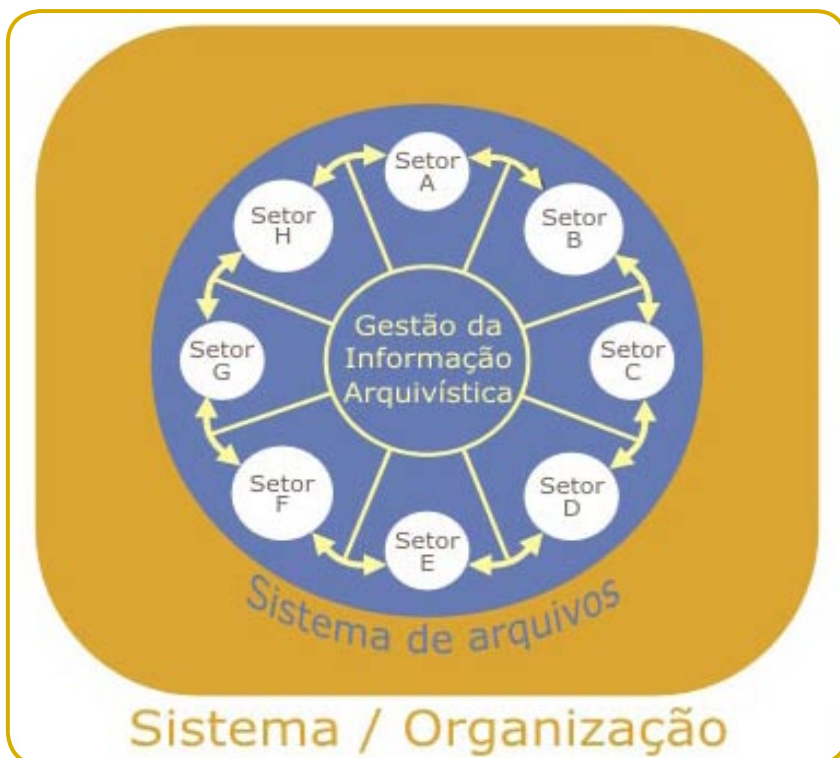 Setor
A
Setor
B
Setor
C
Setor
D
Setor
E
Setor
F
Setor
G
Setor
H
Gestão da
Informação
Arquivística
Sistema de arquivos
Sistema / Organização